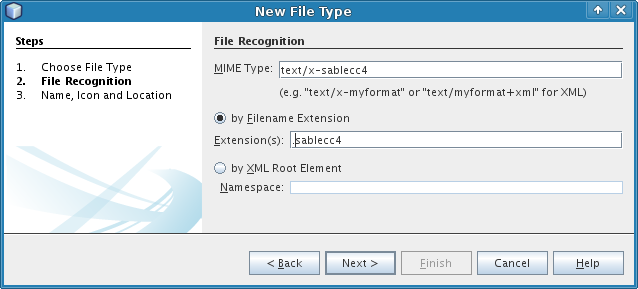 New File Type
Steps
1. Choose File Type
2. File Recognition
3. Name, Icon and Location
File Recognition
MIME Type: text/x-sablecc4
(e.g. "text/x-myformat" or "text/myformat+xml" for XML)
by Filename Extension
Extension(s): .sablecc4
by XML Root Element
Namespace:
< Back
Next >
Finish
Cancel
Help